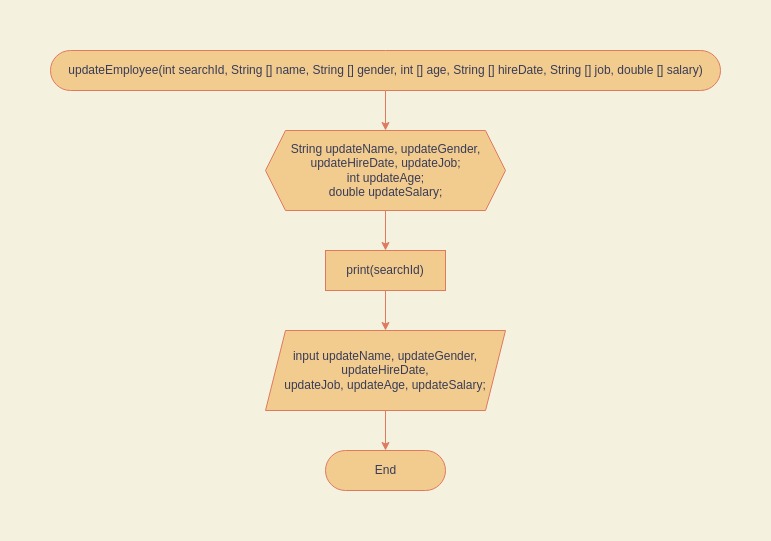 updateEmployee(int searchId, String [] name, String [] gender, int [] age, String [] hireDate, String [] job, double [] salary)
String updateName, updateGender,
updateHireDate, updateJob;
int updateAge;
double updateSalary;
print(searchId)
input updateName, updateGender,
updateHireDate,
updateJob, updateAge, updateSalary;
End